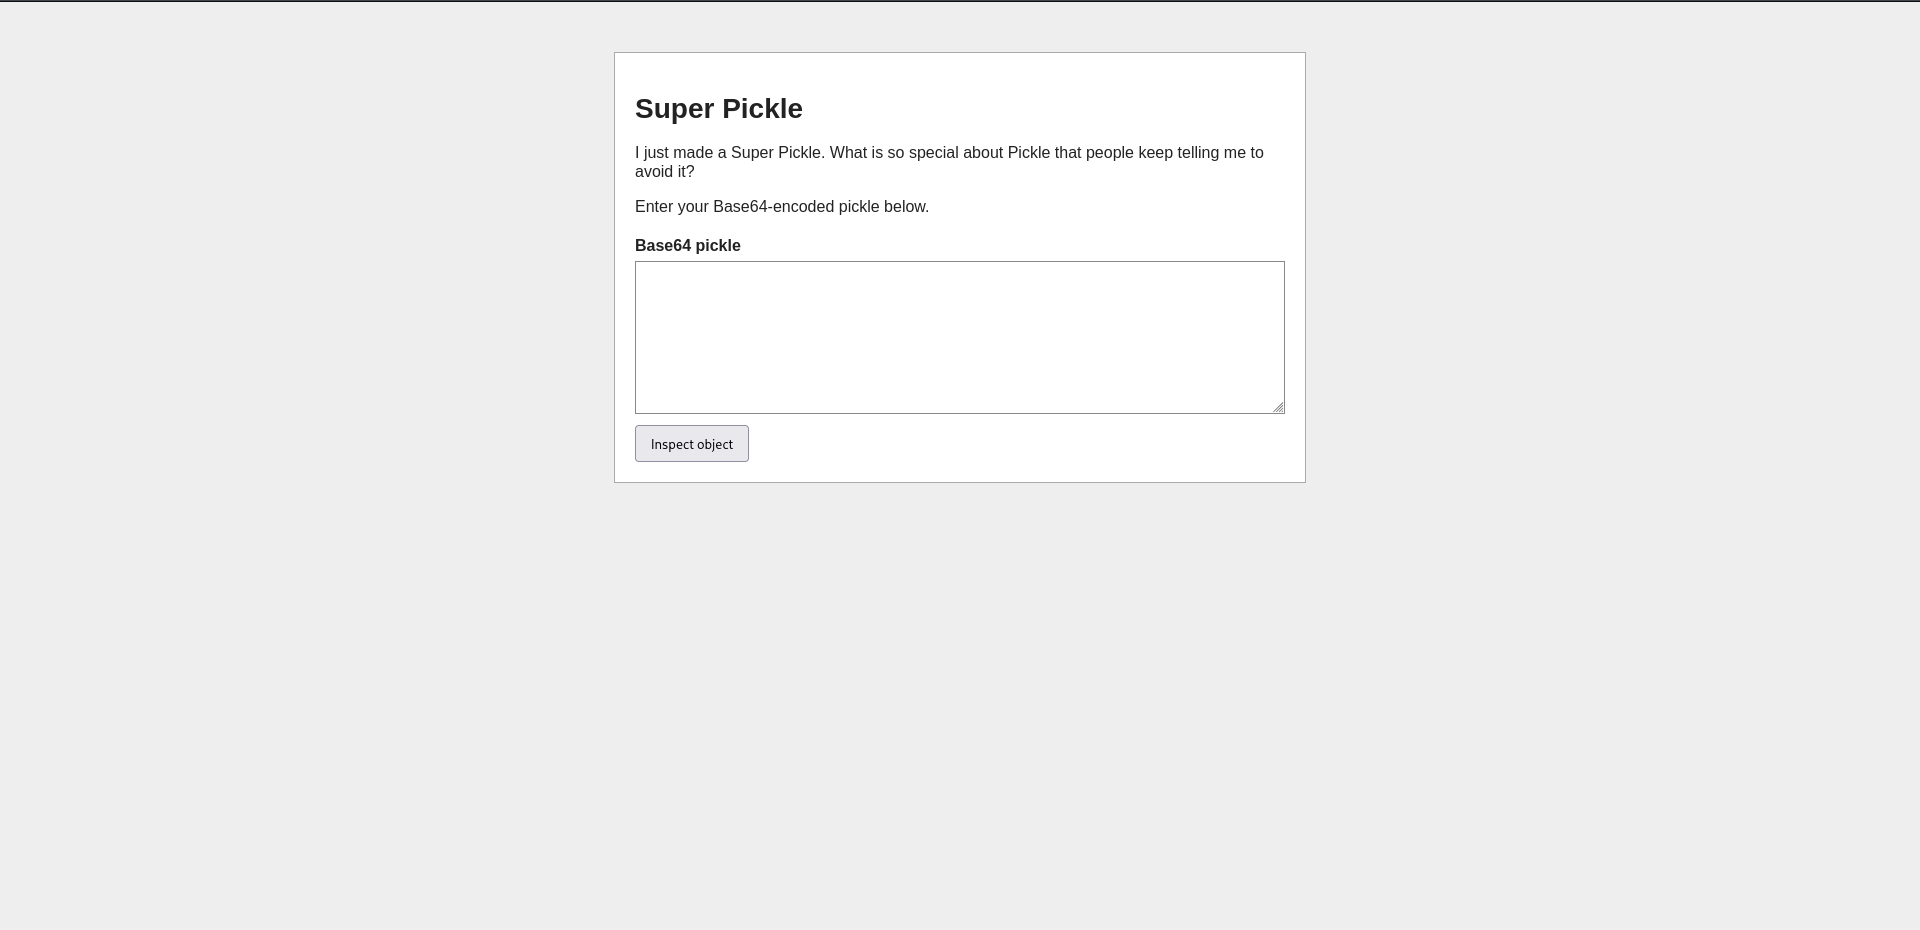 Super Pickle
I just made a Super Pickle. What is so special about Pickle that people keep telling me to
avoid it?
Enter your Base64-encoded pickle below.
Base64 pickle
Inspect object